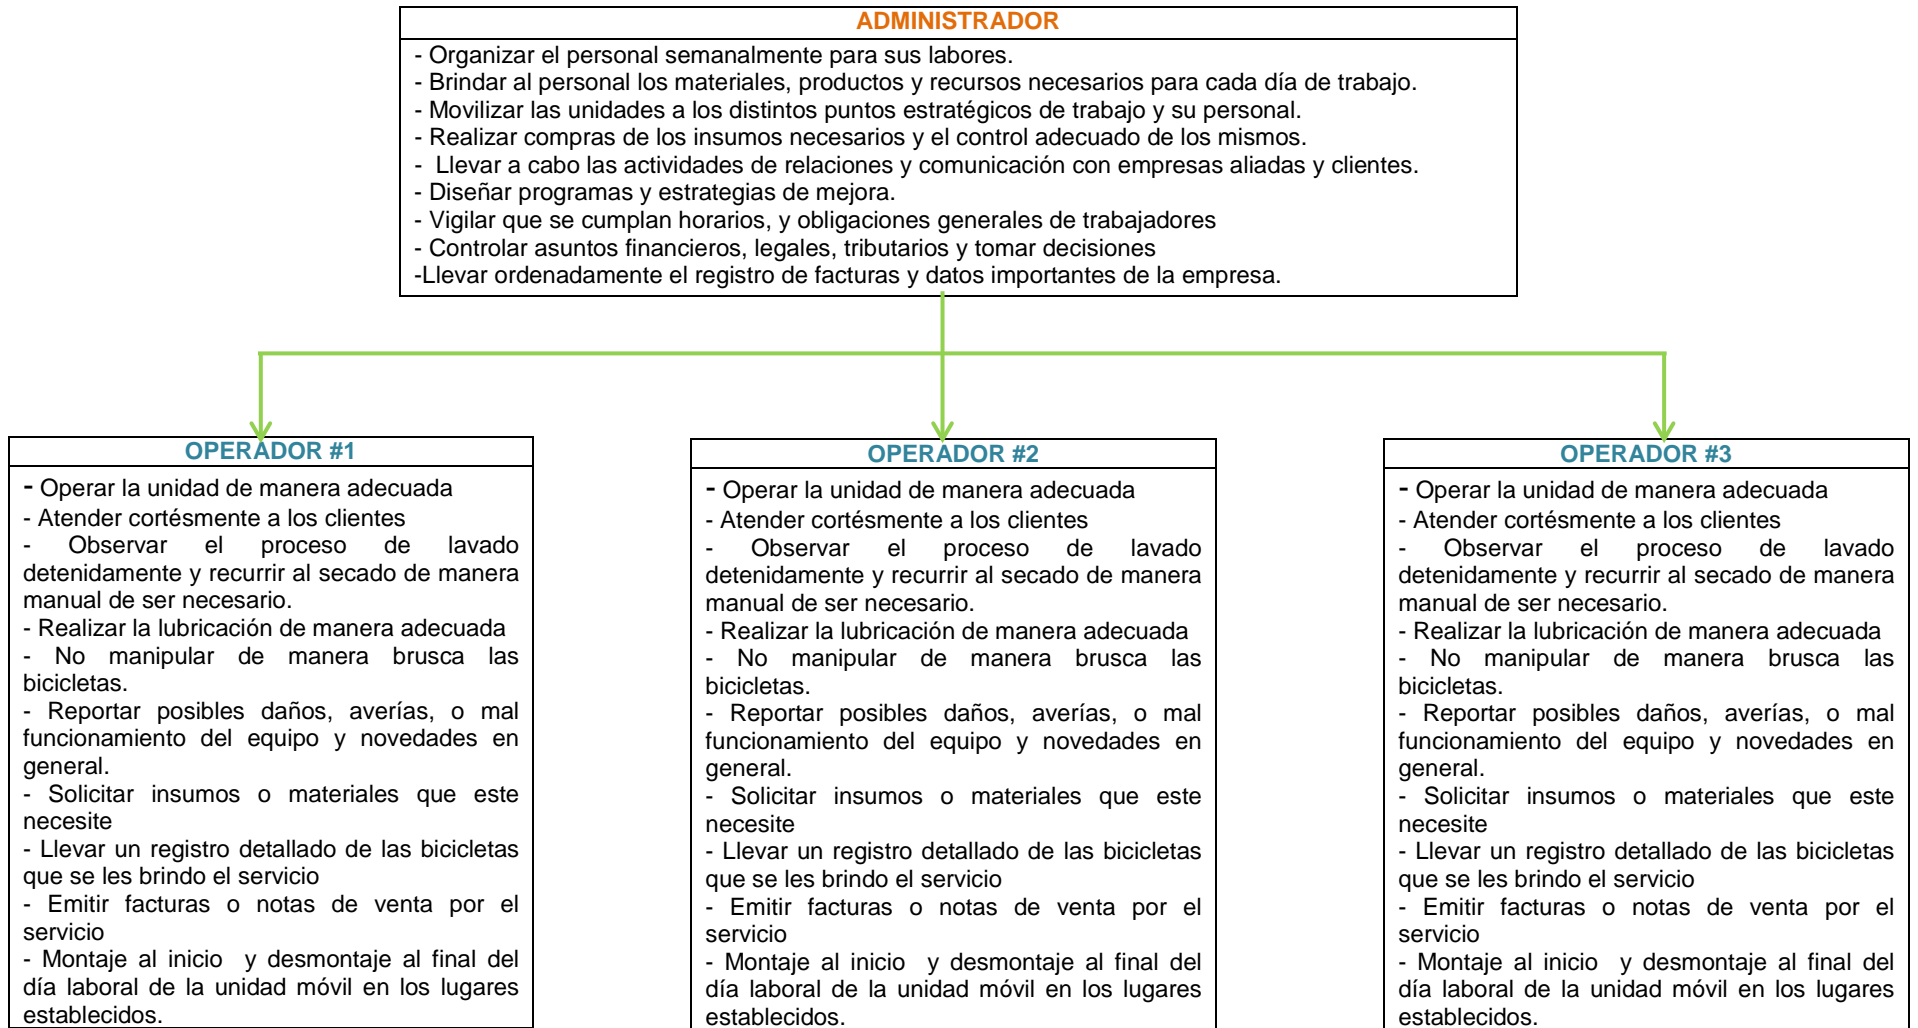 ADMINISTRADOR
- Organizar el personal semanalmente para sus labores.
- Brindar al personal los materiales, productos y recursos necesarios para cada día de trabajo.
- Movilizar las unidades a los distintos puntos estratégicos de trabajo y su personal.
- Realizar compras de los insumos necesarios y el control adecuado de los mismos.
- Llevar a cabo las actividades de relaciones y comunicación con empresas aliadas y clientes.
- Diseñar programas y estrategias de mejora.
- Vigilar que se cumplan horarios, y obligaciones generales de trabajadores
- Controlar asuntos financieros, legales, tributarios y tomar decisiones
-Llevar ordenadamente el registro de facturas y datos importantes de la empresa.
OPERADOR #1
- Operar la unidad de manera adecuada
- Atender cortésmente a los clientes
- Observar el proceso de lavado
detenidamente y recurrir al secado de manera
manual de ser necesario.
- Realizar la lubricación de manera adecuada
- No manipular de manera brusca las
bicicletas.
- Reportar posibles daños, averías, o mal
funcionamiento del equipo y novedades en
general.
- Solicitar insumos o materiales que este
necesite
- Llevar un registro detallado de las bicicletas
que se les brindo el servicio
- Emitir facturas o notas de venta por el
servicio
- Montaje al inicio y desmontaje al final del
día laboral de la unidad móvil en los lugares
establecidos.
OPERADOR #2
- Operar la unidad de manera adecuada
- Atender cortésmente a los clientes
- Observar el proceso de lavado
detenidamente y recurrir al secado de manera
manual de ser necesario.
- Realizar la lubricación de manera adecuada
- No manipular de manera brusca las
bicicletas.
- Reportar posibles daños, averías, o mal
funcionamiento del equipo y novedades en
general.
- Solicitar insumos o materiales que este
necesite
- Llevar un registro detallado de las bicicletas
que se les brindo el servicio
- Emitir facturas o notas de venta por el
servicio
- Montaje al inicio y desmontaje al final del
día laboral de la unidad móvil en los lugares
establecidos.
OPERADOR #3
- Operar la unidad de manera adecuada
- Atender cortésmente a los clientes
- Observar el proceso de lavado
detenidamente y recurrir al secado de manera
manual de ser necesario.
- Realizar la lubricación de manera adecuada
- No manipular de manera brusca las
bicicletas.
- Reportar posibles daños, averías, o mal
funcionamiento del equipo y novedades en
general.
- Solicitar insumos o materiales que este
necesite
- Llevar un registro detallado de las bicicletas
que se les brindo el servicio
- Emitir facturas o notas de venta por el
servicio
- Montaje al inicio y desmontaje al final del
día laboral de la unidad móvil en los lugares
establecidos.